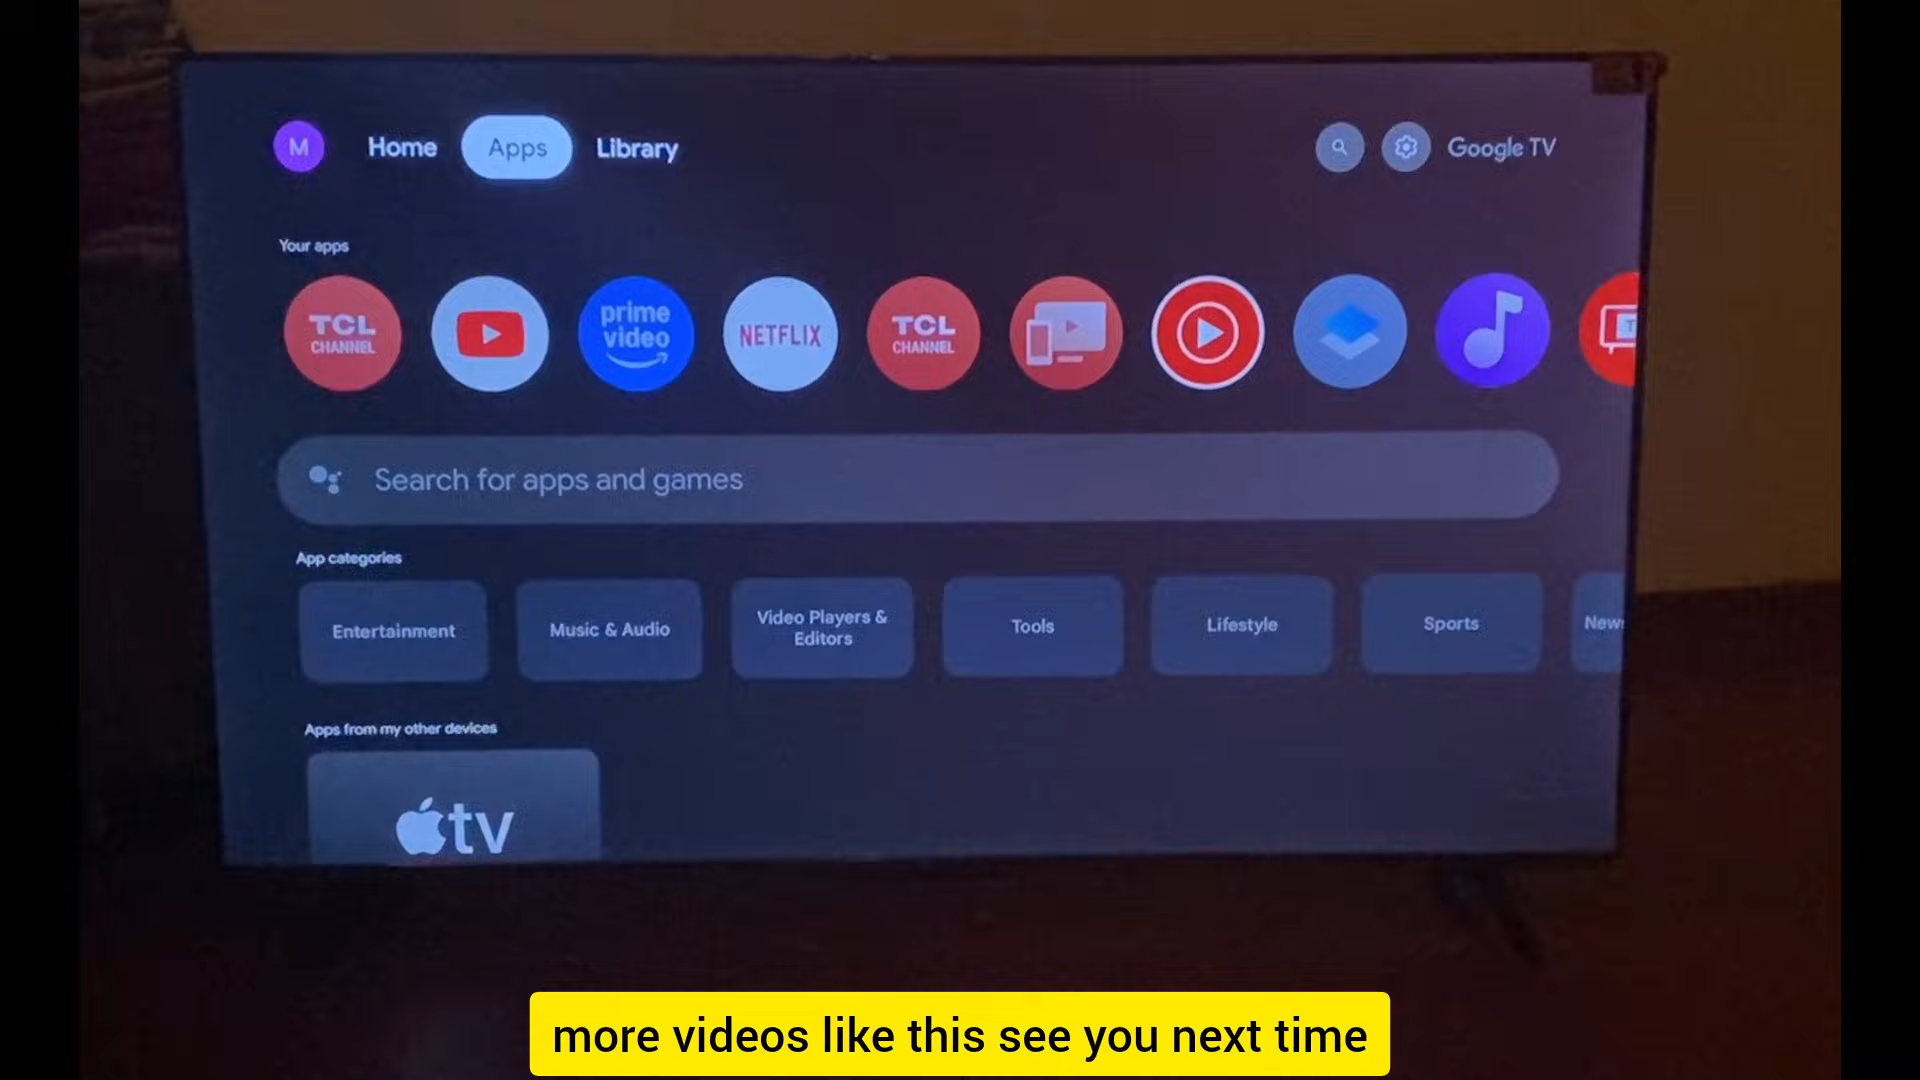 M
Home
Apps
Library
Google TV
Your apps
TCL
CHANNEL
prime
video
NETFLIX
TCL
CHANNEL
T
Search for apps and games
App categories
Entertainment
Music & Audio
Video Players &
Editors
Tools
Lifestyle
Sports
News
Apps from my other devices
tv
more videos like this see you next time